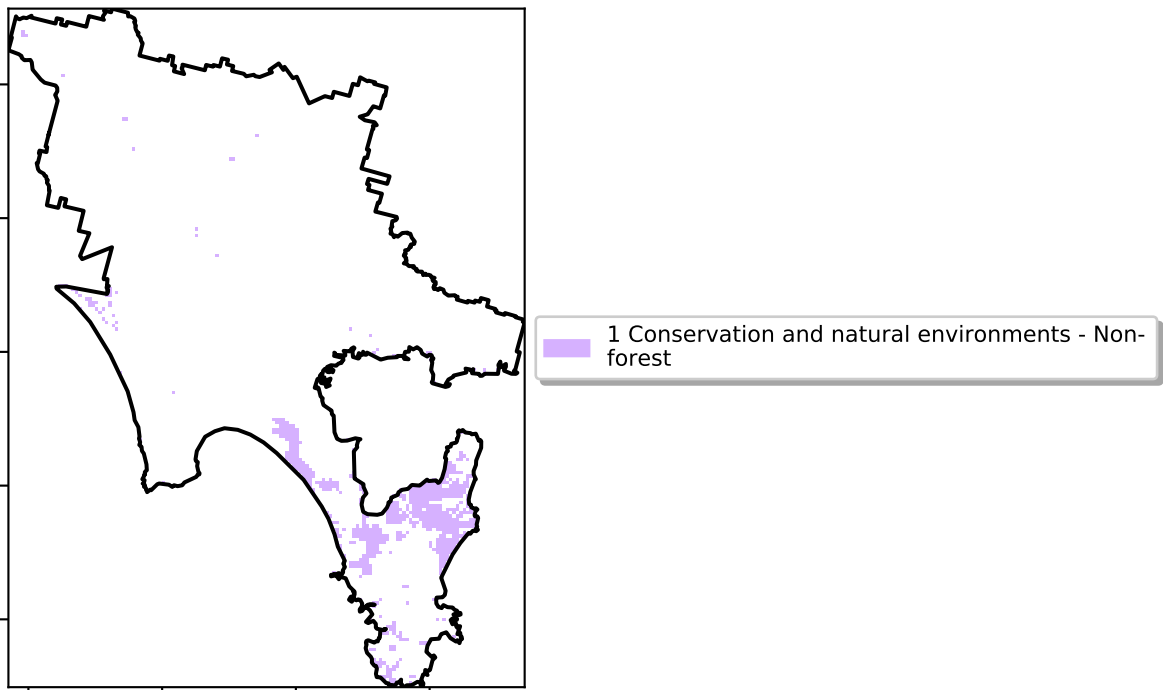 1 Conservation and natural environments - Non-
forest